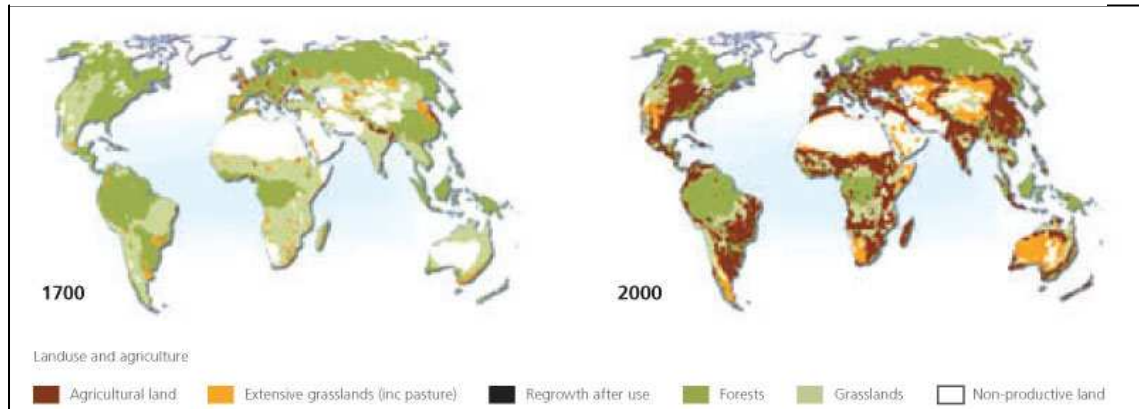 1700
2000
Landuse and agriculture
Agricultural land
Extensive grasslands (inc pasture)
Regrowth after use
Forests
Grasslands
Non-productive land